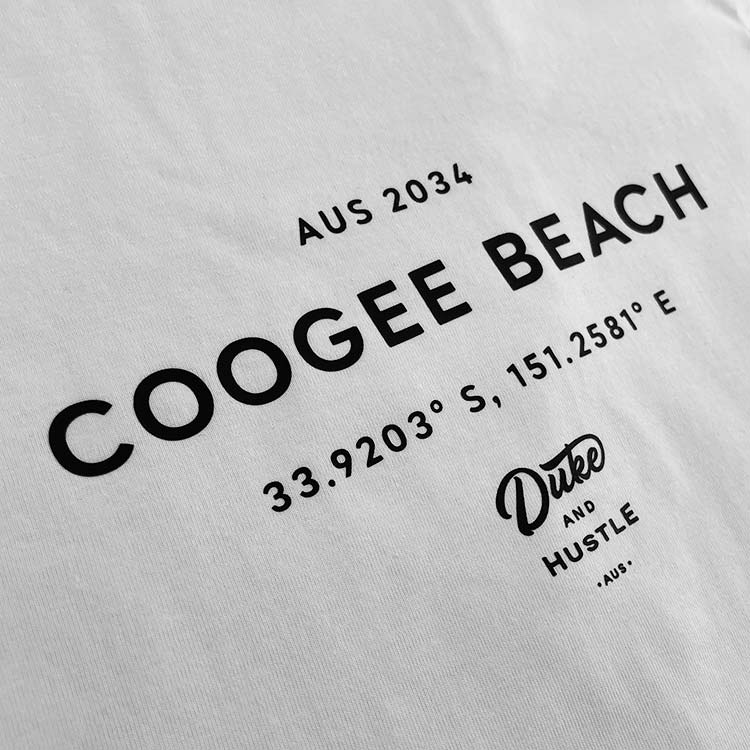 AUS 2034
COOGEE BEACH
33.9203° S, 151.2581° E
Duke
AND
HUSTLE
•AUS•